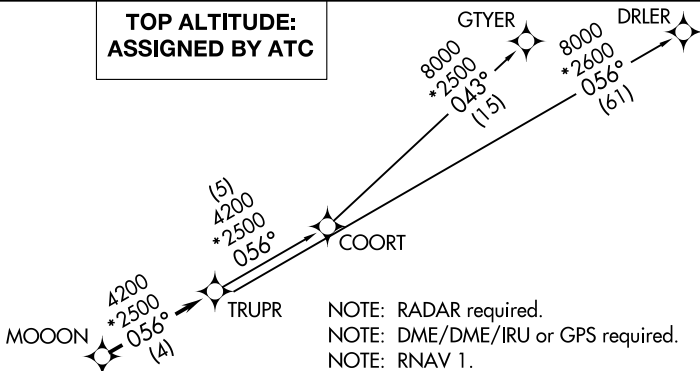 TOP ALTITUDE:
ASSIGNED BY ATC
GTYER
DRLER
8000
*2500
043°
(15)
8000
*2600
056°
(61)
(5)
4200
*2500
056°
COORT
4200
*2500
056°
(4)
TRUPR
MOOON
NOTE: RADAR required.
NOTE: DME/DME/IRU or GPS required.
NOTE: RNAV 1.